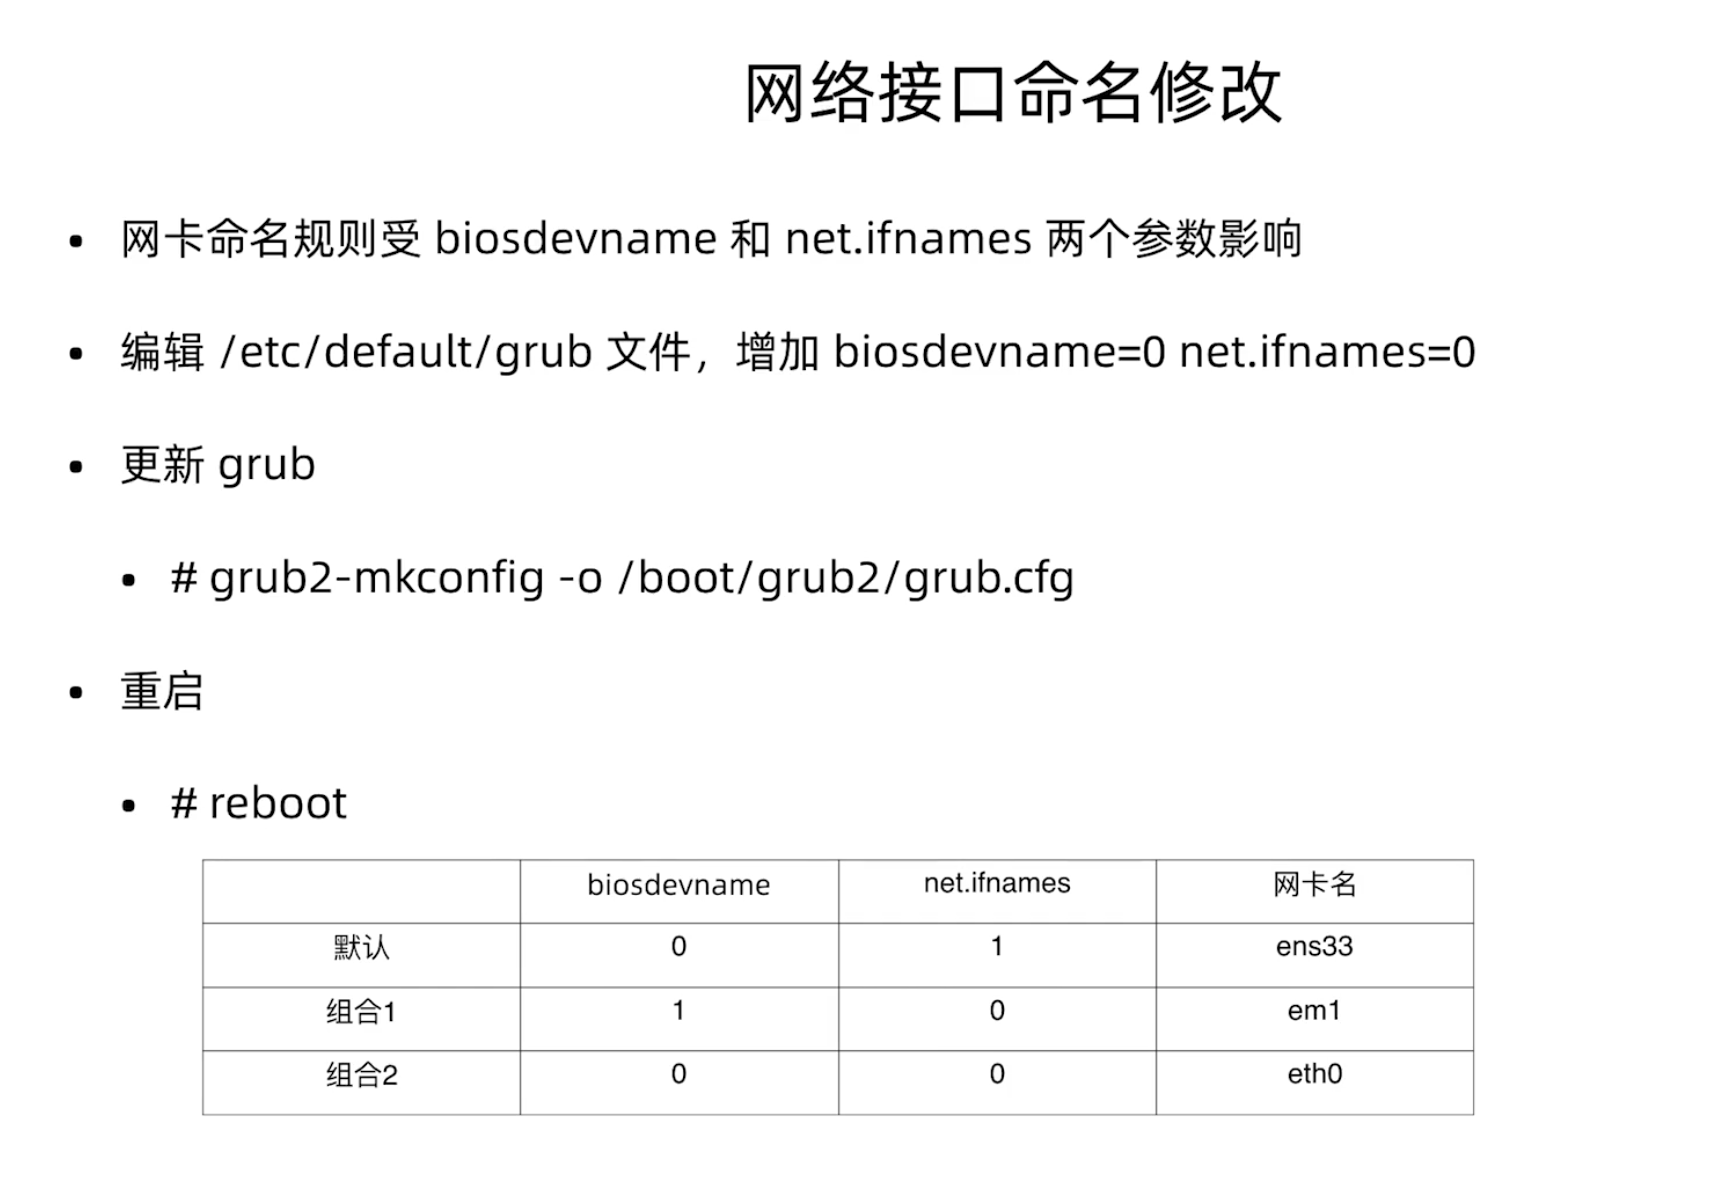 网络接口命名修改
• 网卡命名规则受 biosdevname 和 net.ifnames 两个参数影响
• 编辑 /etc/default/grub 文件，增加 biosdevname=0 net.ifnames=0
• 更新 grub
• # grub2-mkconfig -o /boot/grub2/grub.cfg
• 重启
• # reboot
biosdevname net.ifnames 网卡名
默认 0 1 ens33
组合1 1 0 em1
组合2 0 0 eth0